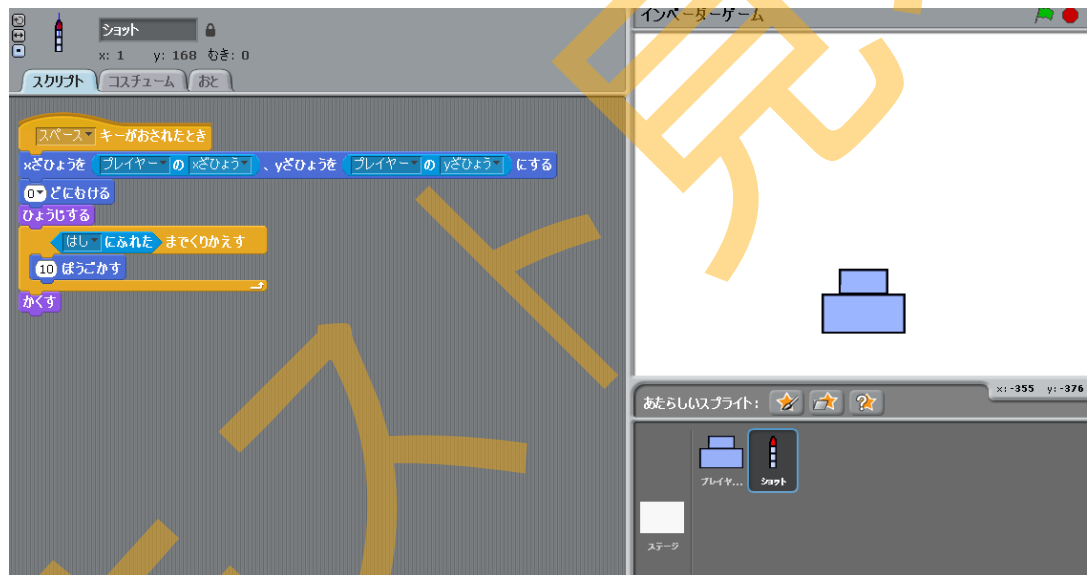 インベーダーゲーム
ショット
x: 1 y: 168 むき: 0
スクリプト コスチューム おと
スペース キーがおされたとき
xざひょうを プレイヤー の xざひょう 、yざひょうを プレイヤー の yざひょう にする
0 どにむける
ひょうじする
はし にふれた までくりかえす
10 ぽうごかす
かくす
x: -355 y: -376
あたらしいスプライト:
プレイヤ... ショット
ステージ